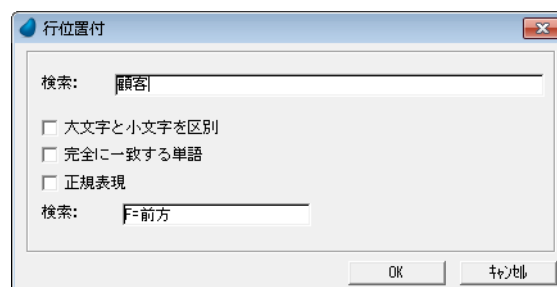 行位置付
検索: 顧客
大文字と小文字を区別
完全に一致する単語
正規表現
検索: F=前方
OK ｷｬﾝｾﾙ